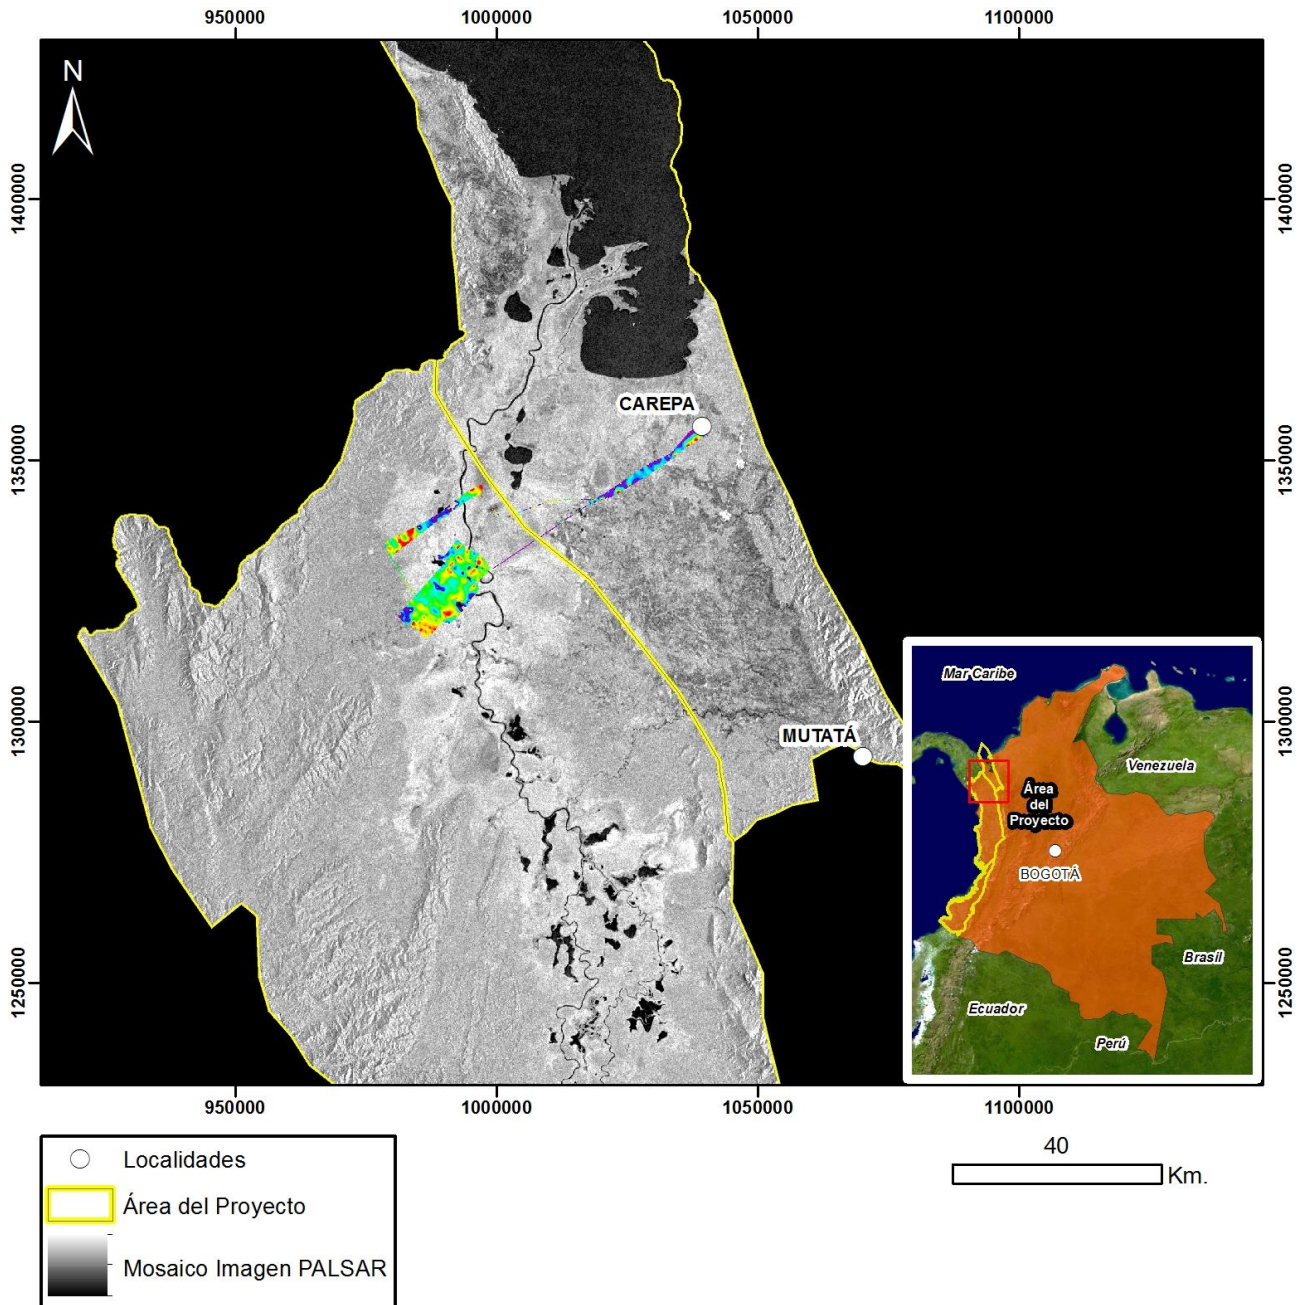 950000
1000000
1050000
1100000
N
1400000
1400000
CAREPA
1350000
1350000
1300000
1300000
MUTATÁ
Mar Caribe
Venezuela
Área
del
Proyecto
BOGOTÁ
Brasil
Ecuador
Perú
1250000
1250000
950000
1000000
1050000
1100000
Localidades
Área del Proyecto
Mosaico Imagen PALSAR
40
Km.